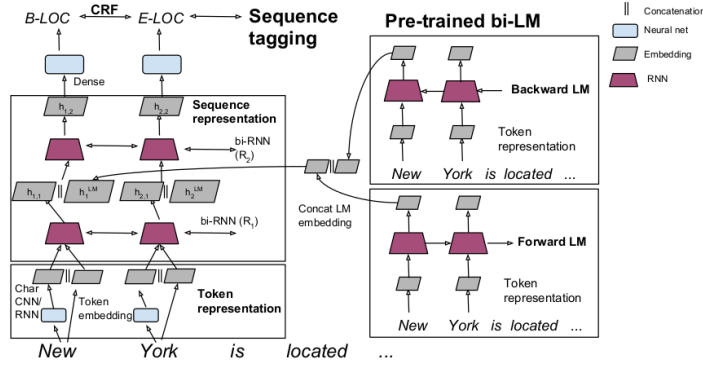 B-LOC CRF E-LOC
Sequence tagging
Dense
h1,2
h2,2
Sequence representation
bi-RNN (R2)
h1,1 || h1LM
h2,1 || h2LM
bi-RNN (R1)
||
||
Char CNN/ RNN
Token embedding
Token representation
New York is located ...
Pre-trained bi-LM
Backward LM
Token representation
New York is located ...
||
Concat LM embedding
Forward LM
Token representation
New York is located ...
|| Concatenation
Neural net
Embedding
RNN